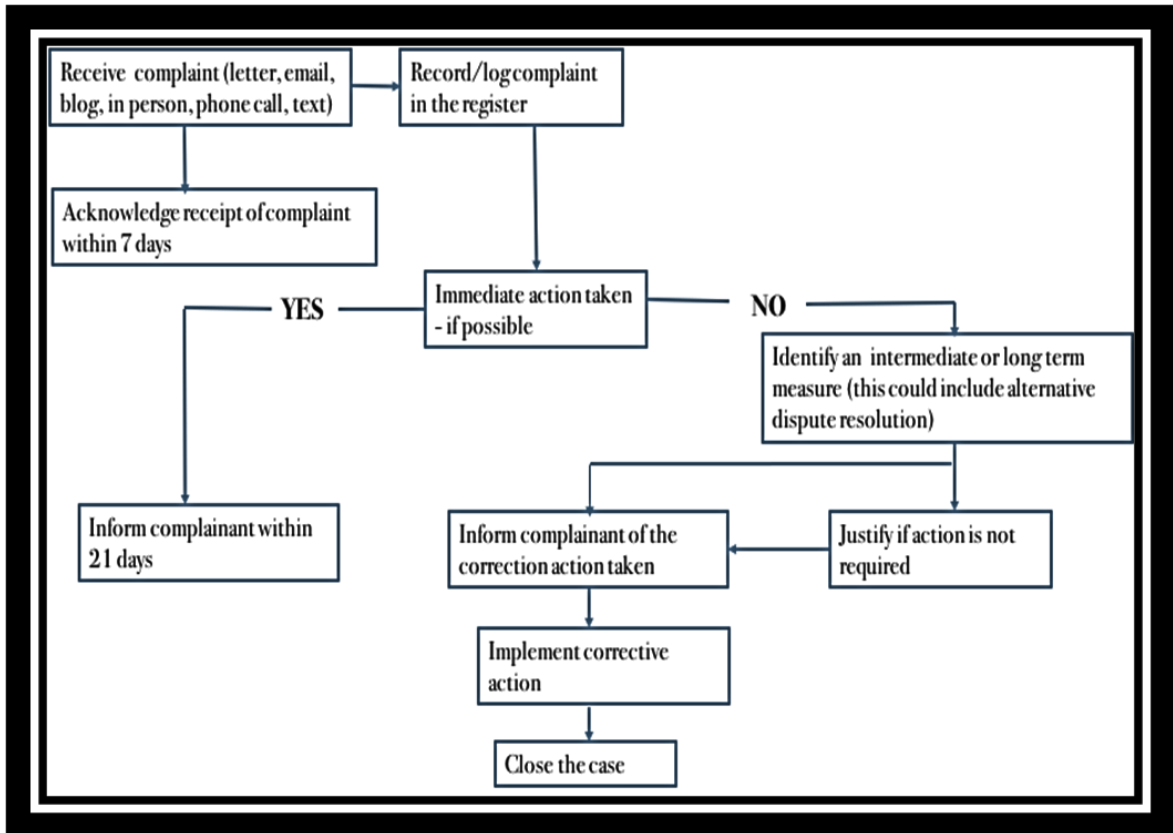 Receive complaint (letter, email,
blog, in person, phone call, text)
Record/log complaint
in the register
Acknowledge receipt of complaint
within 7 days
Immediate action taken
- if possible
YES
NO
Identify an intermediate or long term
measure (this could include alternative
dispute resolution)
Inform complainant within
21 days
Inform complainant of the
correction action taken
Justify if action is not
required
Implement corrective
action
Close the case